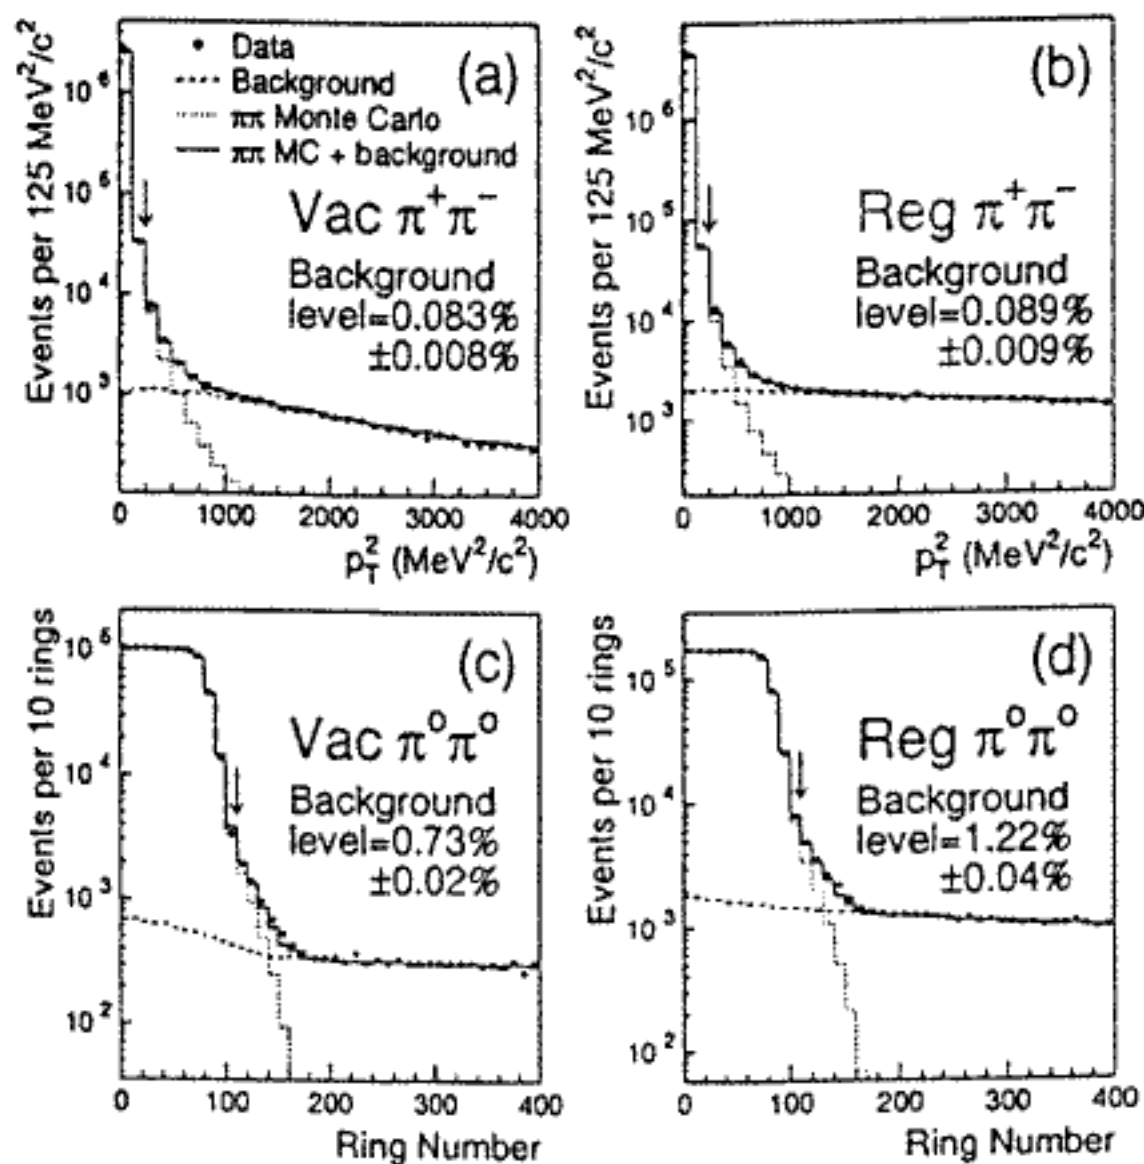 (a)
Data
Background
ππ Monte Carlo
ππ MC + background
Vac π⁺π⁻
Background
level=0.083%
±0.008%
Events per 125 MeV²/c²
10⁶
10⁵
10⁴
10³
0 1000 2000 3000 4000
p_T² (MeV²/c²)
(b)
Reg π⁺π⁻
Background
level=0.089%
±0.009%
Events per 125 MeV²/c²
10⁶
10⁵
10⁴
10³
0 1000 2000 3000 4000
p_T² (MeV²/c²)
(c)
Vac π⁰π⁰
Background
level=0.73%
±0.02%
Events per 10 rings
10⁵
10⁴
10³
10²
0 100 200 300 400
Ring Number
(d)
Reg π⁰π⁰
Background
level=1.22%
±0.04%
Events per 10 rings
10⁵
10⁴
10³
10²
0 100 200 300 400
Ring Number